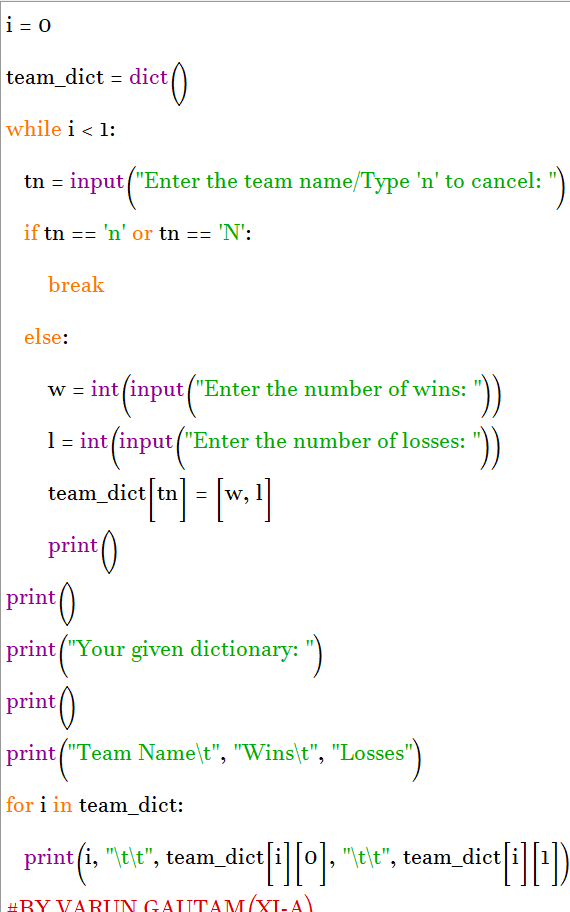 i = 0
team_dict = dict()
while i < 1:
tn = input("Enter the team name/Type 'n' to cancel: ")
if tn == 'n' or tn == 'N':
break
else:
w = int(input("Enter the number of wins: "))
l = int(input("Enter the number of losses: "))
team_dict[tn] = [w, l]
print()
print()
print("Your given dictionary: ")
print()
print("Team Name\t", "Wins\t", "Losses")
for i in team_dict:
print(i, "\t\t", team_dict[i][0], "\t\t", team_dict[i][1])
#BY VARUN GAUTAM (XI-A)